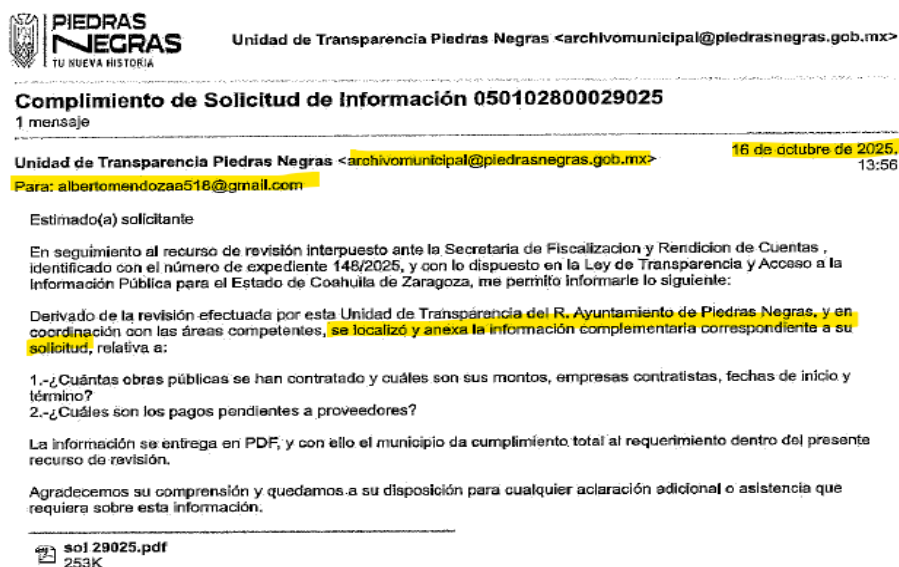 PIEDRAS
NEGRAS
TU NUEVA HISTORIA
Unidad de Transparencia Piedras Negras <archivomunicipal@piedrasnegras.gob.mx>
Complimiento de Solicitud de Información 050102800029025
1 mensaje
Unidad de Transparencia Piedras Negras <archivomunicipal@piedrasnegras.gob.mx>
16 de octubre de 2025,
13:56
Para: albertomendozaa518@gmail.com
Estimado(a) solicitante
En seguimiento al recurso de revisión interpuesto ante la Secretaria de Fiscalizacion y Rendicion de Cuentas ,
identificado con el número de expediente 148/2025, y con lo dispuesto en la Ley de Transparencia y Acceso a la
Información Pública para el Estado de Coahuila de Zaragoza, me permito informarle lo siguiente:
Derivado de la revisión efectuada por esta Unidad de Transparencia del R. Ayuntamiento de Piedras Negras, y en
coordinación con las áreas competentes, se localizó y anexa la información complementaria correspondiente a su
solicitud, relativa a:
1.-¿Cuántas obras públicas se han contratado y cuáles son sus montos, empresas contratistas, fechas de inicio y
término?
2.-¿Cuáles son los pagos pendientes a proveedores?
La información se entrega en PDF, y con ello el municipio da cumplimiento total al requerimiento dentro del presente
recurso de revisión.
Agradecemos su comprensión y quedamos a su disposición para cualquier aclaración adicional o asistencia que
requiera sobre esta información.
sol 29025.pdf
253K